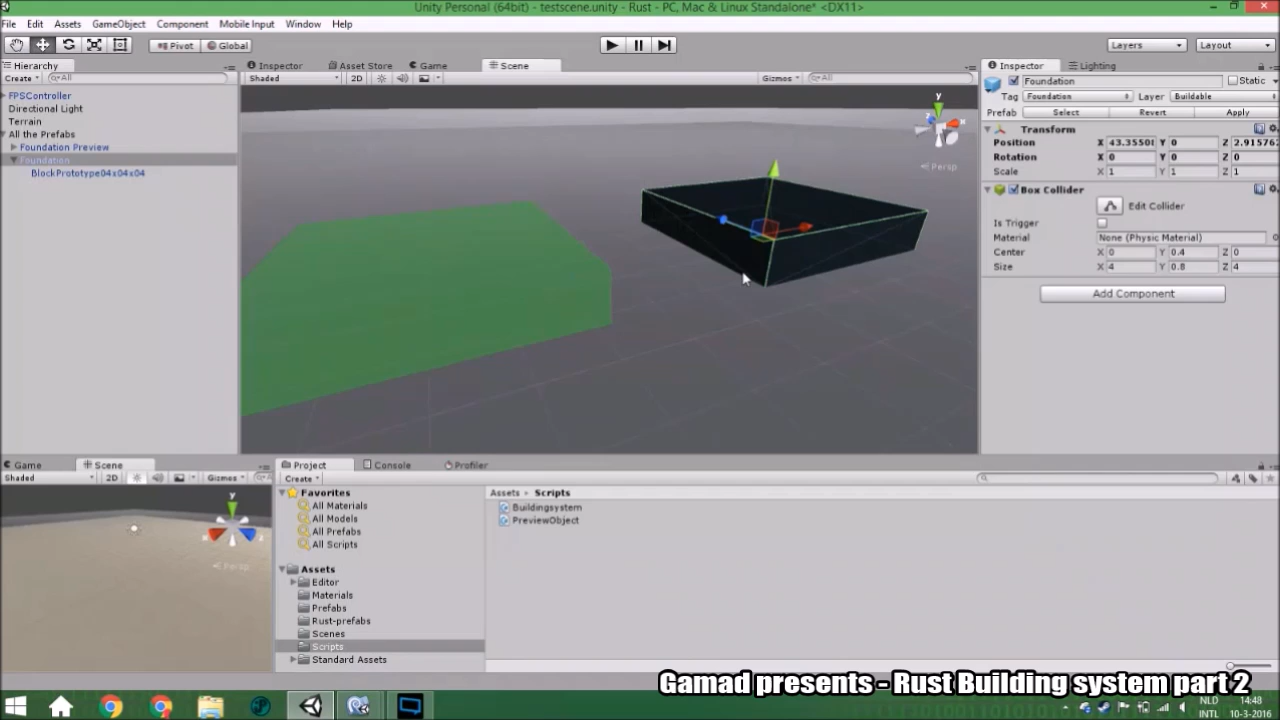 Unity Personal (64bit) - testscene.unity - Rust - PC, Mac & Linux Standalone* <DX11>
File Edit Assets GameObject Component Mobile Input Window Help
Pivot Global Layers Layout
Hierarchy Inspector Asset Store Game Scene Inspector Lighting
Create All Shaded 2D Gizmos All Foundation Static
FPSController Tag Foundation Layer Buildable
Directional Light Prefab Select Revert Apply
Terrain
All the Prefabs
Foundation Preview
Foundation
BlockPrototype04x04x04
y
x
z
Persp
Transform
Position X 43.3550 Y 0 Z 2.91576
Rotation X 0 Y 0 Z 0
Scale X 1 Y 1 Z 1
Box Collider
Edit Collider
Is Trigger
Material None (Physic Material)
Center X 0 Y 0.4 Z 0
Size X 4 Y 0.8 Z 4
Add Component
Game Scene Project Console Profiler
Shaded 2D Gizmos Create
y
x
z
Persp
Favorites
All Materials
All Models
All Prefabs
All Scripts
Assets
Editor
Materials
Prefabs
Rust-prefabs
Scenes
Scripts
Standard Assets
Assets Scripts
Buildingsystem
PreviewObject
Gamad presents - Rust Building system part 2
NLD 14:48
INTL 10-3-2016